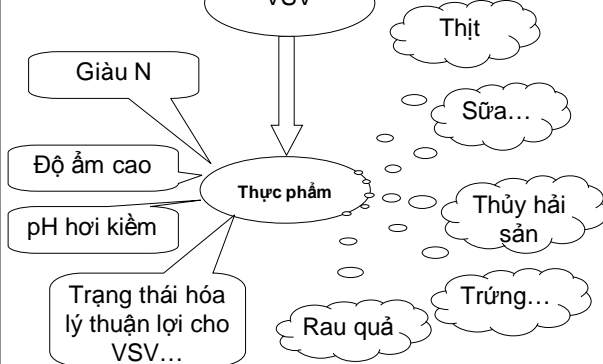 VSV
Thịt
Giàu N
Sữa…
Độ ẩm cao
Thực phẩm
Thủy hải
sản
pH hơi kiềm
Trạng thái hóa
lý thuận lợi cho
VSV…
Trứng…
Rau quả